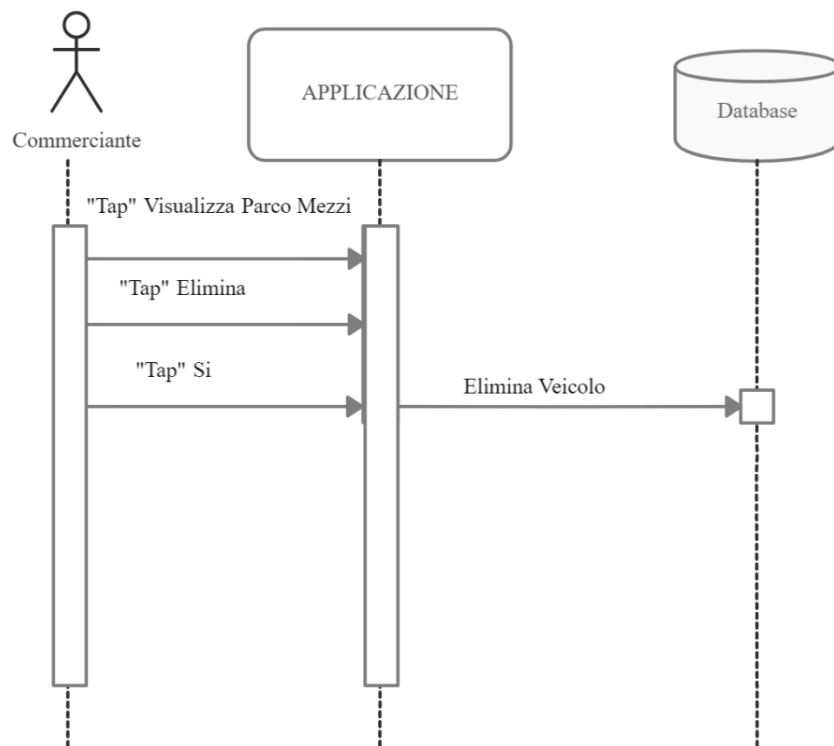 APPLICAZIONE
Database
Commerciante
"Tap" Visualizza Parco Mezzi
"Tap" Elimina
"Tap" Si
Elimina Veicolo